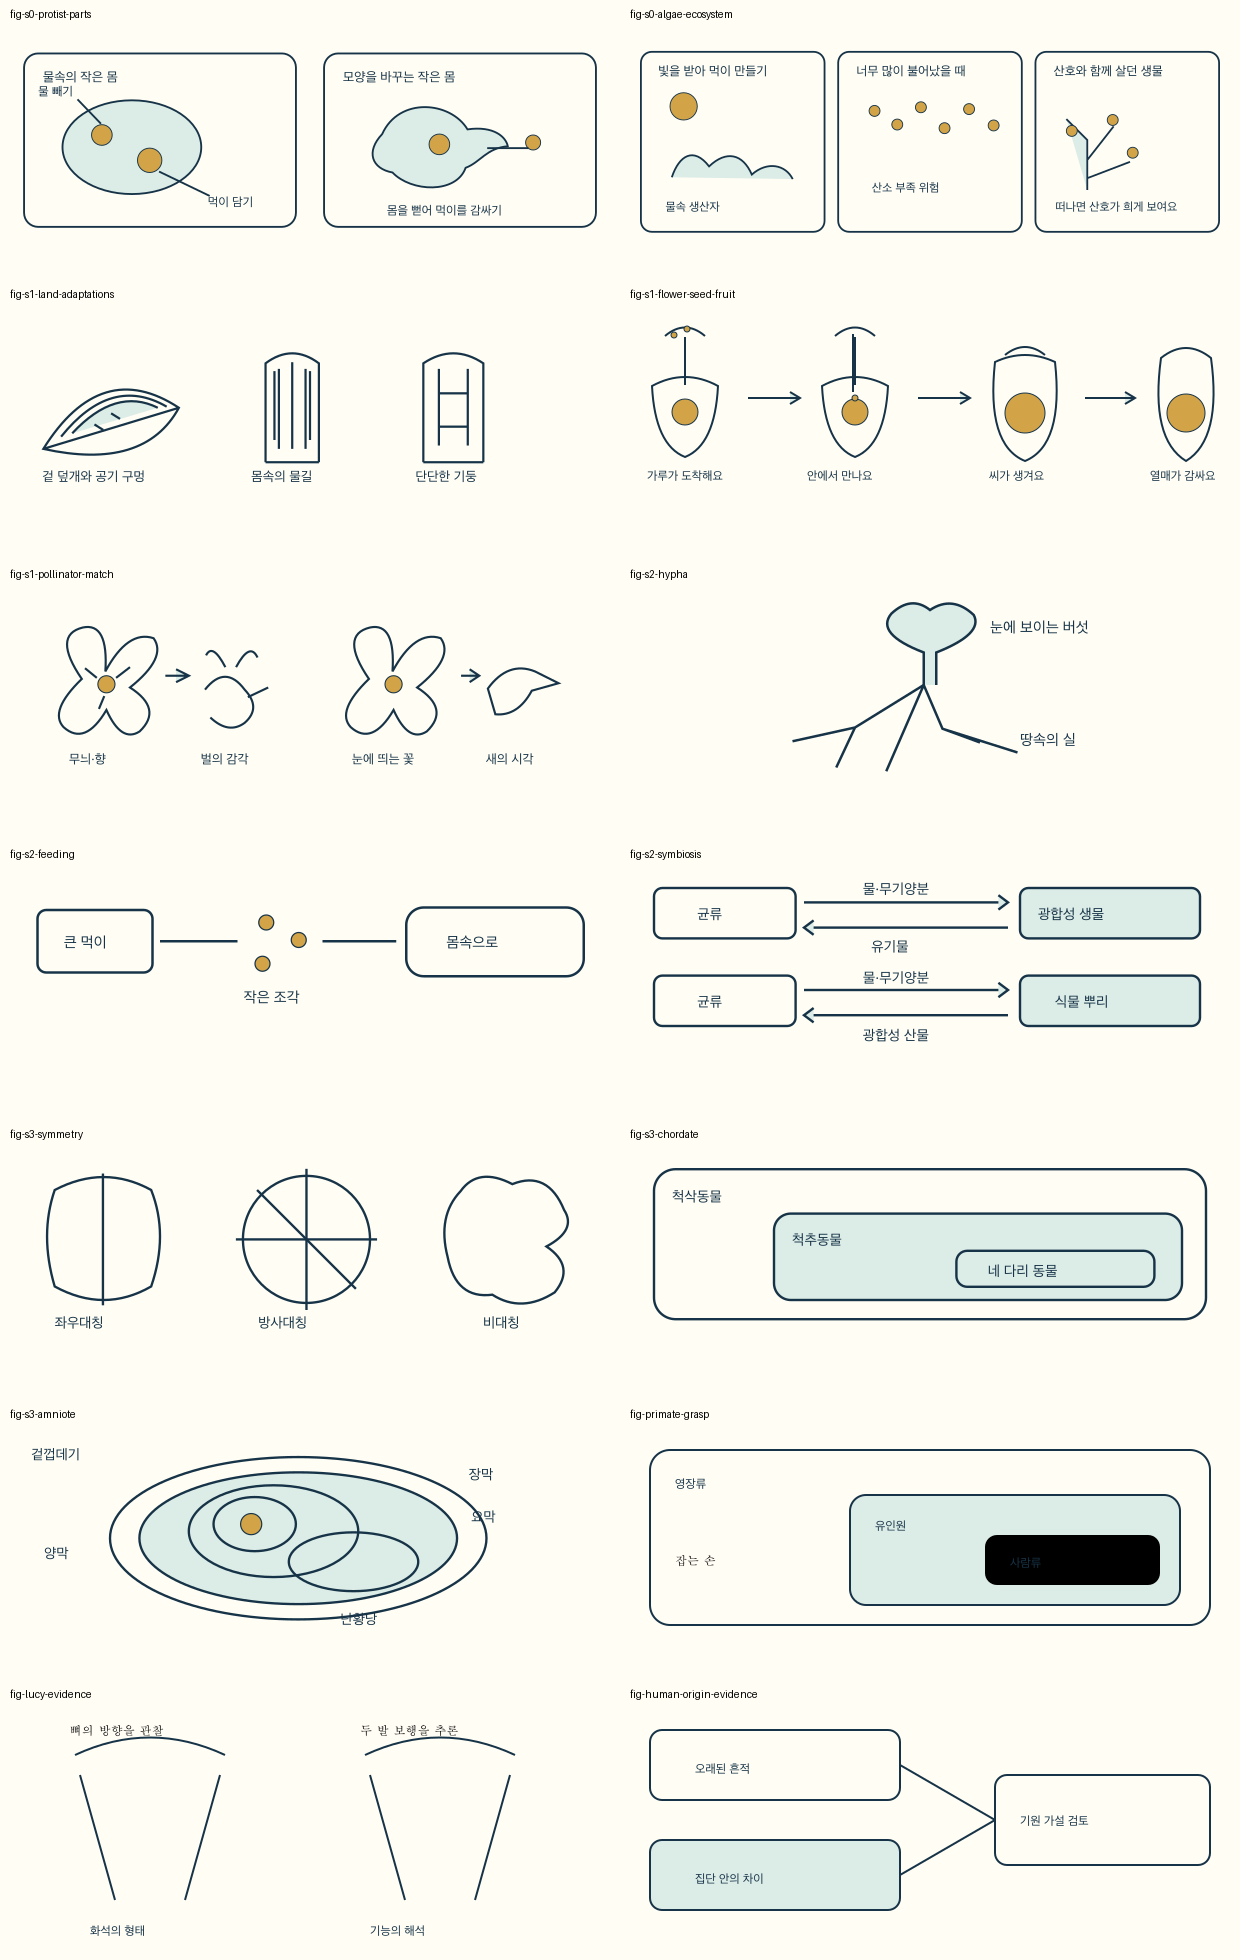 fig-s0-protist-parts
물속의 작은 몸
물 빼기
먹이 담기
모양을 바꾸는 작은 몸
몸을 뻗어 먹이를 감싸기
fig-s0-algae-ecosystem
빛을 받아 먹이 만들기
물속 생산자
너무 많이 불어났을 때
산소 부족 위험
산호와 함께 살던 생물
떠나면 산호가 희게 보여요
fig-s1-land-adaptations
겉 덮개와 공기 구멍
몸속의 물길
단단한 기둥
fig-s1-flower-seed-fruit
가루가 도착해요
안에서 만나요
씨가 생겨요
열매가 감싸요
fig-s1-pollinator-match
무늬·향
벌의 감각
눈에 띄는 꽃
새의 시각
fig-s2-hypha
눈에 보이는 버섯
땅속의 실
fig-s2-feeding
큰 먹이
작은 조각
몸속으로
fig-s2-symbiosis
균류
물·무기양분
유기물
광합성 생물
균류
물·무기양분
광합성 산물
식물 뿌리
fig-s3-symmetry
좌우대칭
방사대칭
비대칭
fig-s3-chordate
척삭동물
척추동물
네 다리 동물
fig-s3-amniote
겉껍데기
장막
요막
양막
난황낭
fig-primate-grasp
영장류
유인원
사람류
잡는 손
fig-lucy-evidence
뼈의 방향을 관찰
두 발 보행을 추론
화석의 형태
기능의 해석
fig-human-origin-evidence
오래된 흔적
집단 안의 차이
기원 가설 검토